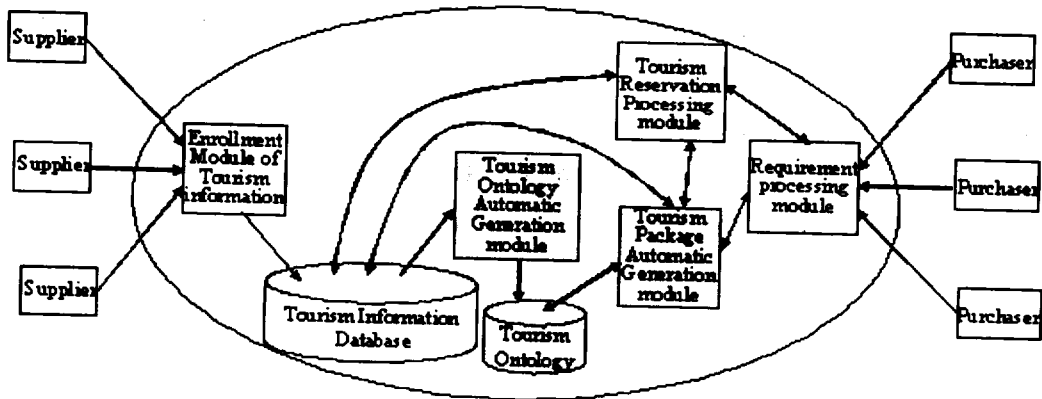 Supplier
Supplier
Supplier
Enrollment
Module of
Tourism
information
Tourism Information
Database
Tourism
Ontology
Automatic
Generation
module
Tourism
Ontology
Tourism
Reservation
Processing
module
Tourism
Package
Automatic
Generation
module
Requirement
processing
module
Purchaser
Purchaser
Purchaser